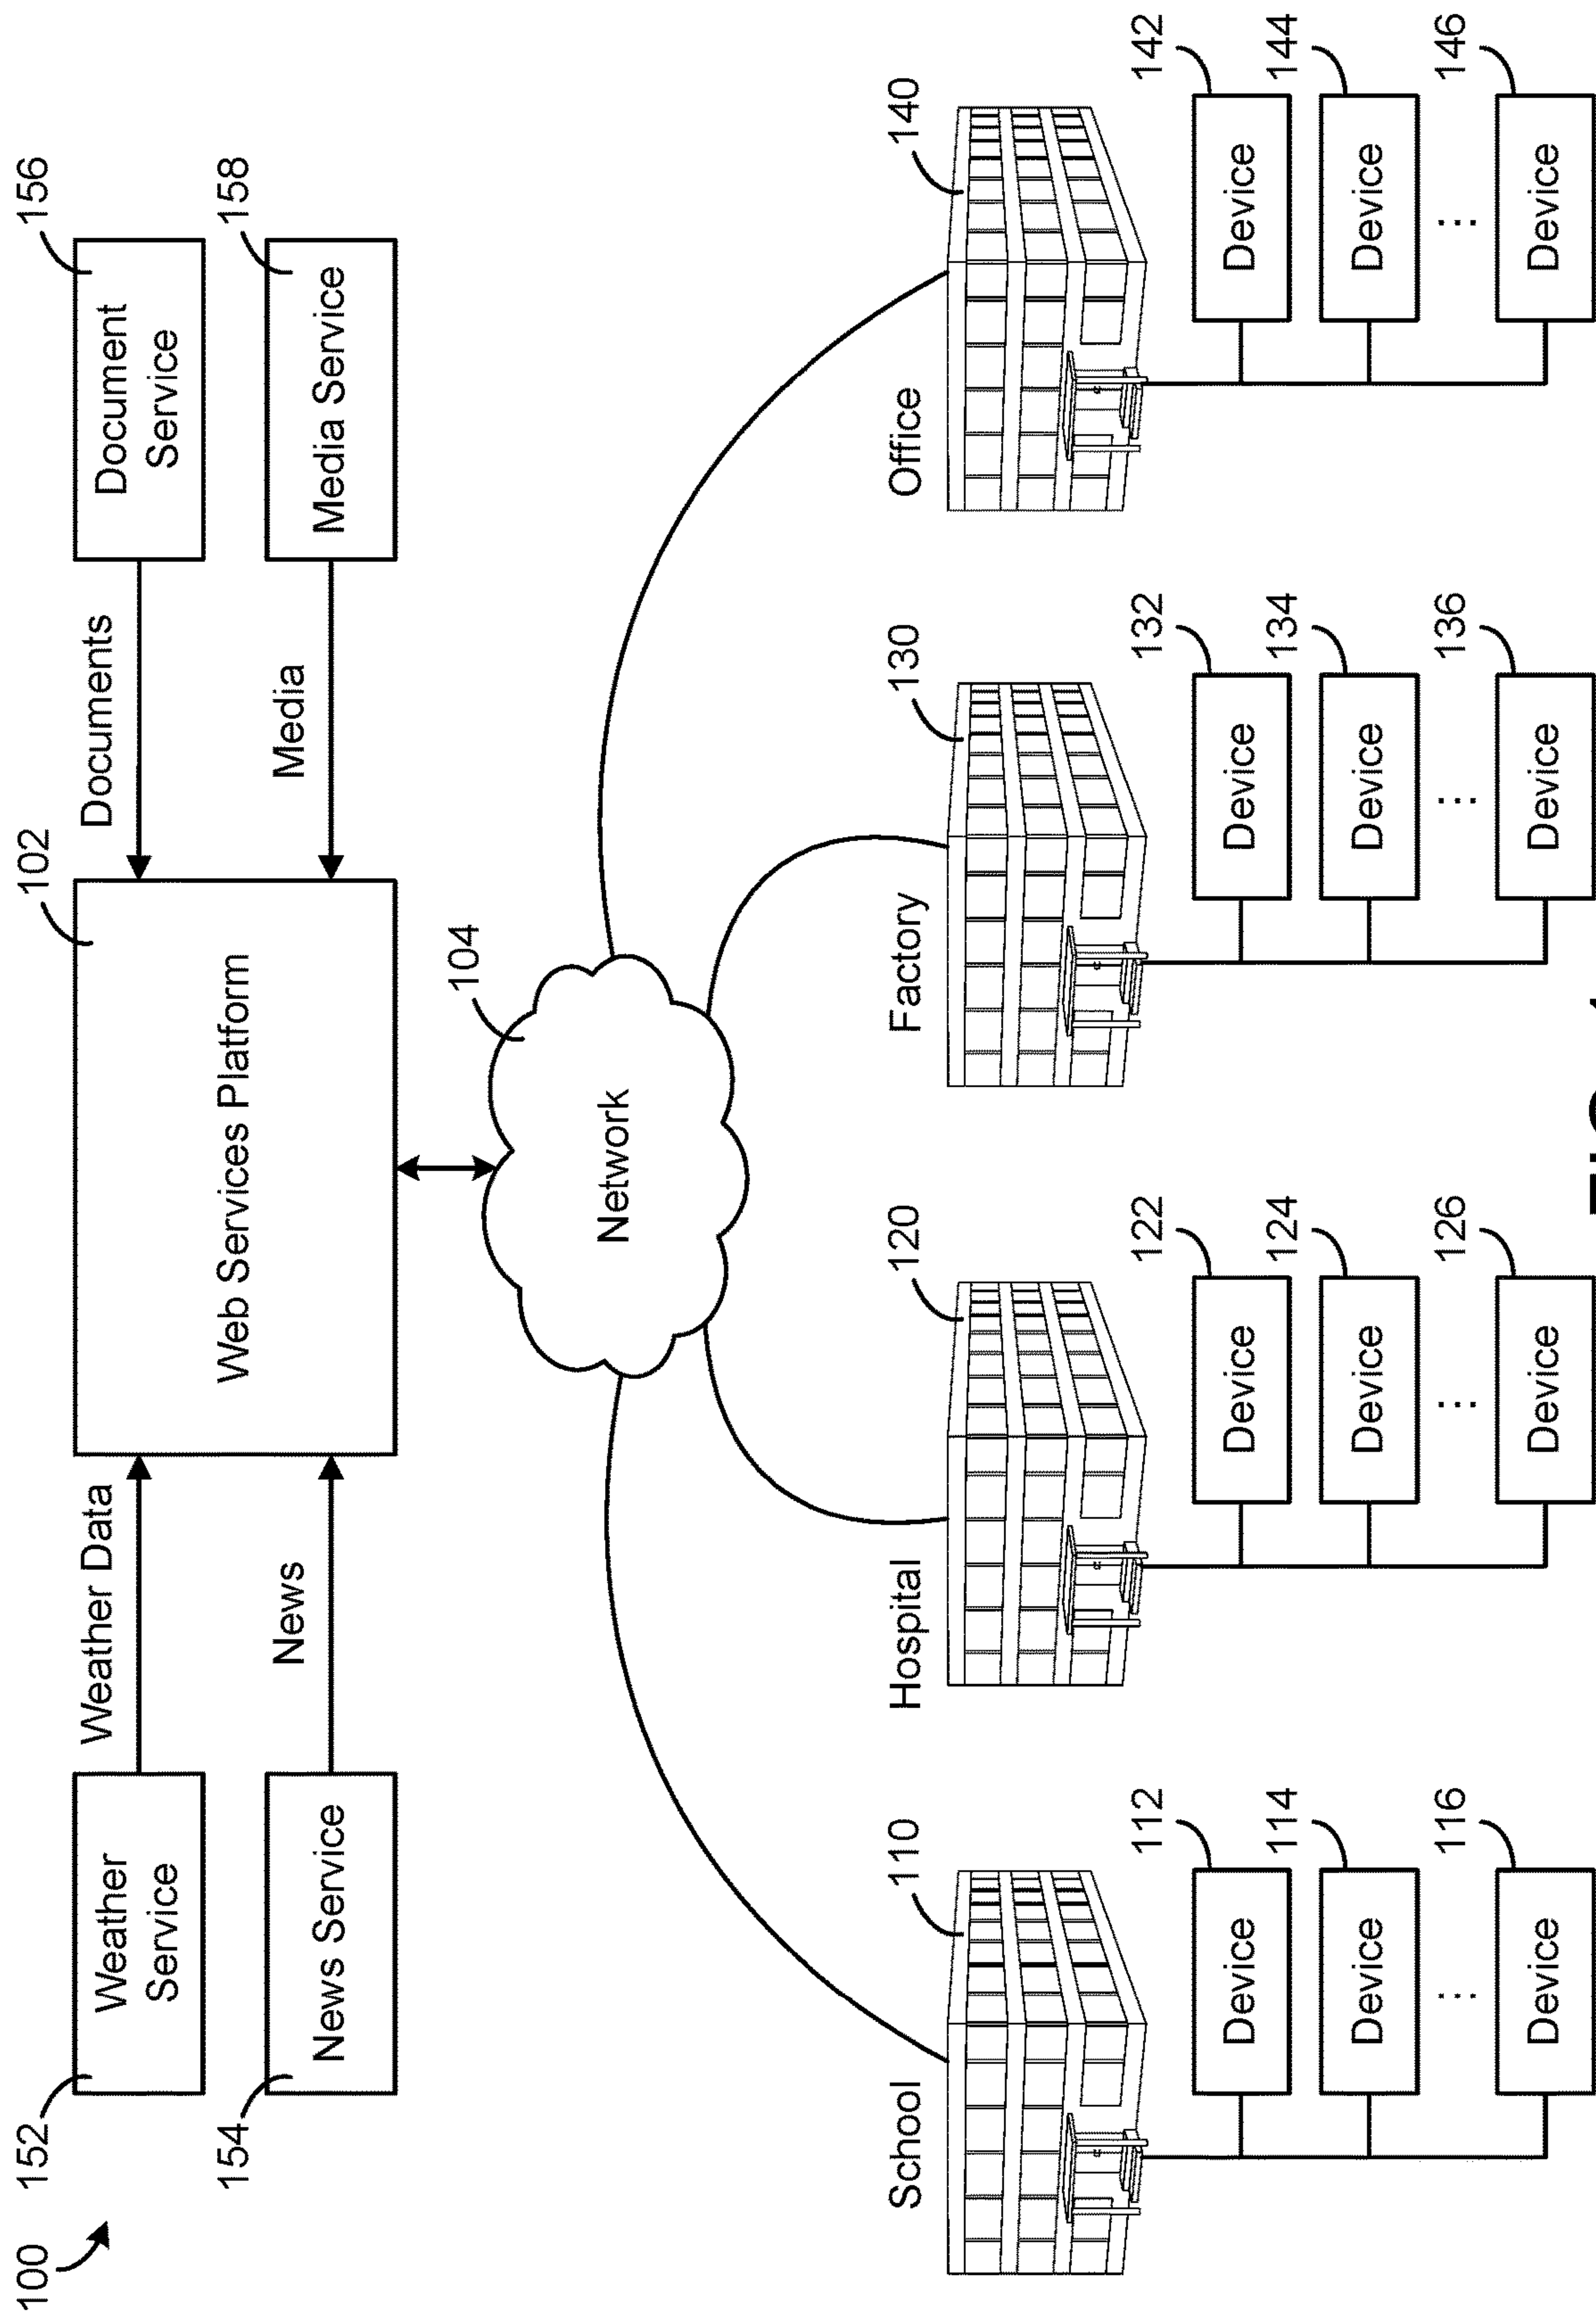 100
152
Weather
Service
Weather Data
154
News Service
News
102
Web Services Platform
Documents
Document
Service
156
Media
Media Service
158
104
Network
School
110
Hospital
120
Factory
130
Office
140
Device
112
Device
114
...
Device
116
Device
122
Device
124
...
Device
126
Device
132
Device
134
...
Device
136
Device
142
Device
144
...
Device
146